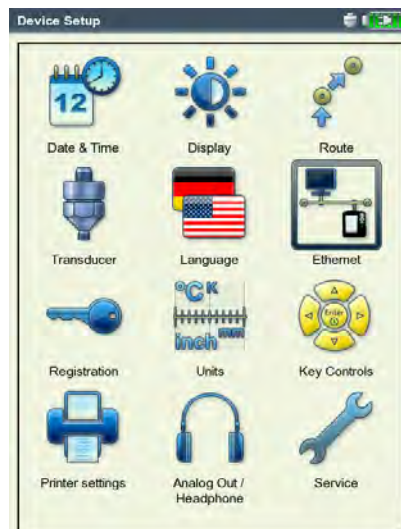 Device Setup
12
Date & Time
Display
Route
Transducer
Language
Ethernet
°C K
inch mm
Enter
Registration
Units
Key Controls
Printer settings
Analog Out /
Headphone
Service